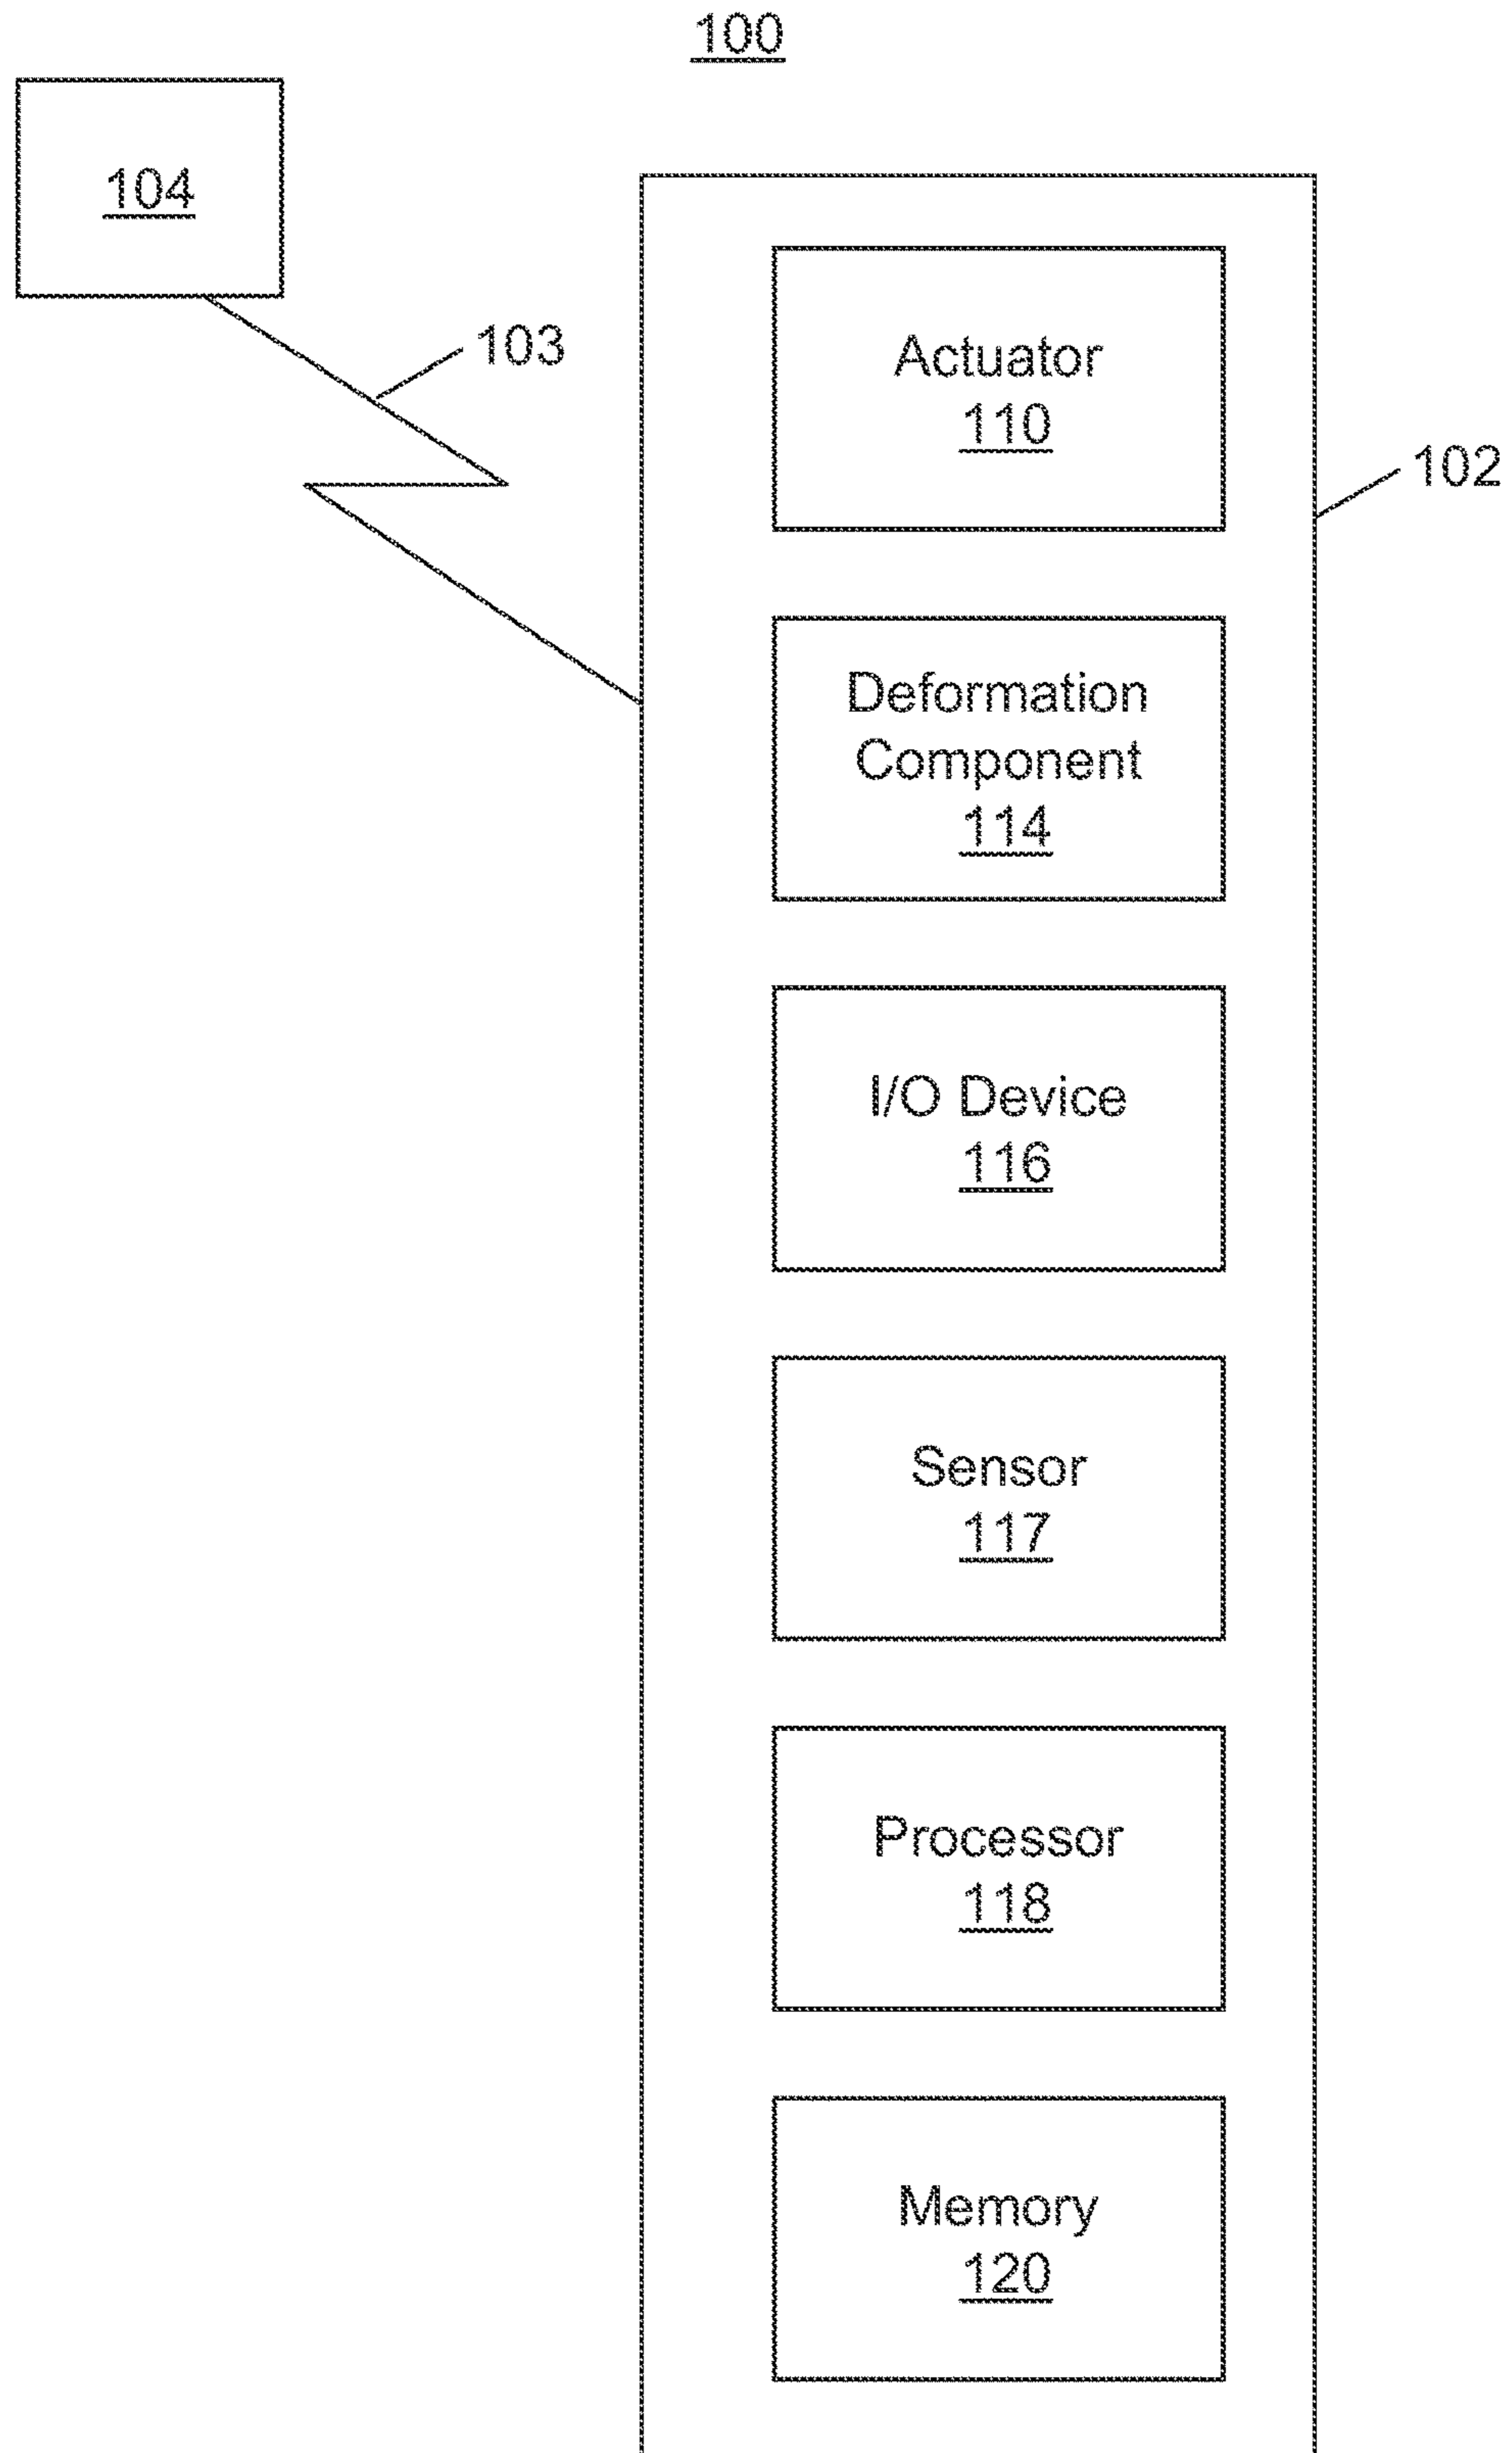 100
104
103
Actuator
110
102
Deformation
Component
114
I/O Device
116
Sensor
117
Processor
118
Memory
120